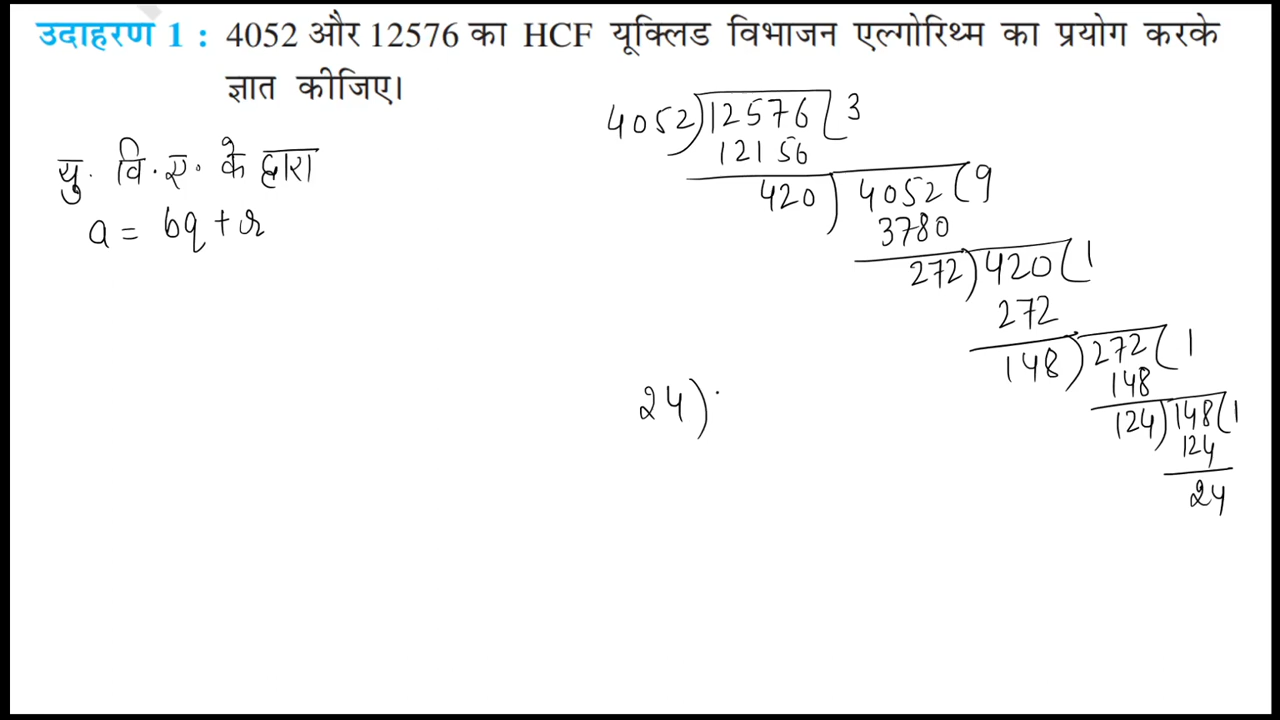 उदाहरण 1 : 4052 और 12576 का HCF यूक्लिड विभाजन एल्गोरिथ्म का प्रयोग करके
ज्ञात कीजिए।
यु. वि. ए. के द्वारा
a = bq + r
4052) 12576 ( 3
12156
420 ) 4052 ( 9
3780
272 ) 420 ( 1
272
148 ) 272 ( 1
148
124 ) 148 ( 1
124
24
24 )